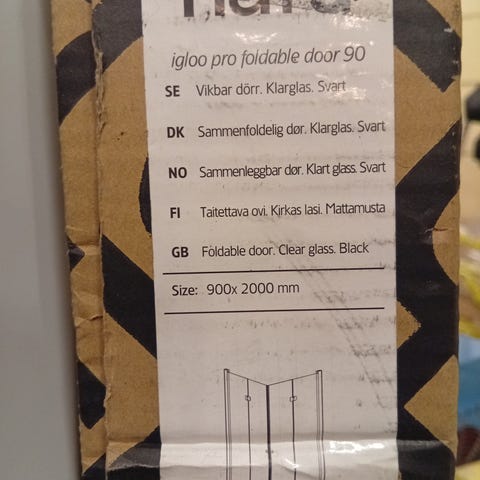 igloo pro foldable door 90
SE Vikbar dörr. Klarglas. Svart
DK Sammenfoldelig dør. Klarglas. Svart
NO Sammenleggbar dør. Klart glass. Svart
FI Taitettava ovi. Kirkas lasi. Mattamusta
GB Foldable door. Clear glass. Black
Size: 900x 2000 mm